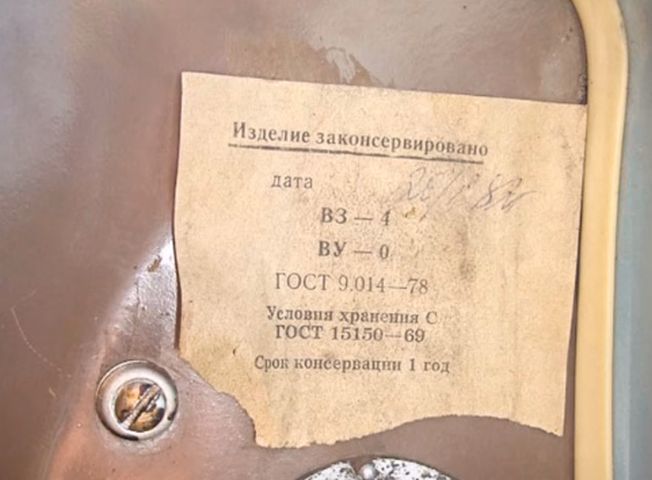 Изделие законсервировано
дата
ВЗ — 4
ВУ — 0
ГОСТ 9.014—78
Условия хранения С
ГОСТ 15150—69
Срок консервации 1 год